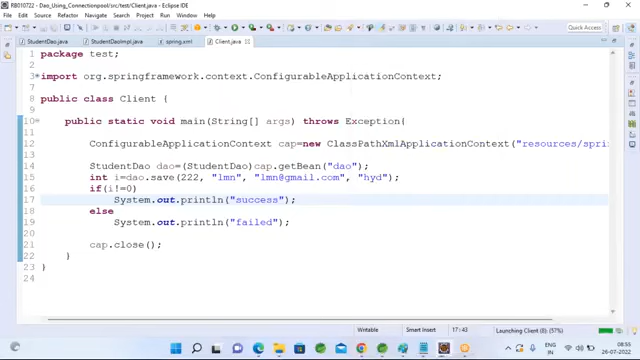 RB010722 - Dao_Using_Connectionpool/src/test/Client.java - Eclipse IDE
File Edit Source Refactor Navigate Search Project Run Window Help
Quick Access
StudentDao.java StudentDaoImpl.java spring.xml Client.java
1 package test;
2
3 import org.springframework.context.ConfigurableApplicationContext;
8 public class Client {
9
10 public static void main(String[] args) throws Exception{
11
12 ConfigurableApplicationContext cap=new ClassPathXmlApplicationContext("resources/spri
13
14 StudentDao dao=(StudentDao)cap.getBean("dao");
15 int i=dao.save(222, "lmn", "lmn@gmail.com", "hyd");
16 if(i!=0)
17 System.out.println("success");
18 else
19 System.out.println("failed");
20
21 cap.close();
22 }
23 }
24
Writable Smart Insert 17 : 43 Launching Client (8): (57%)
ENG 08:50
IN 26-07-2022